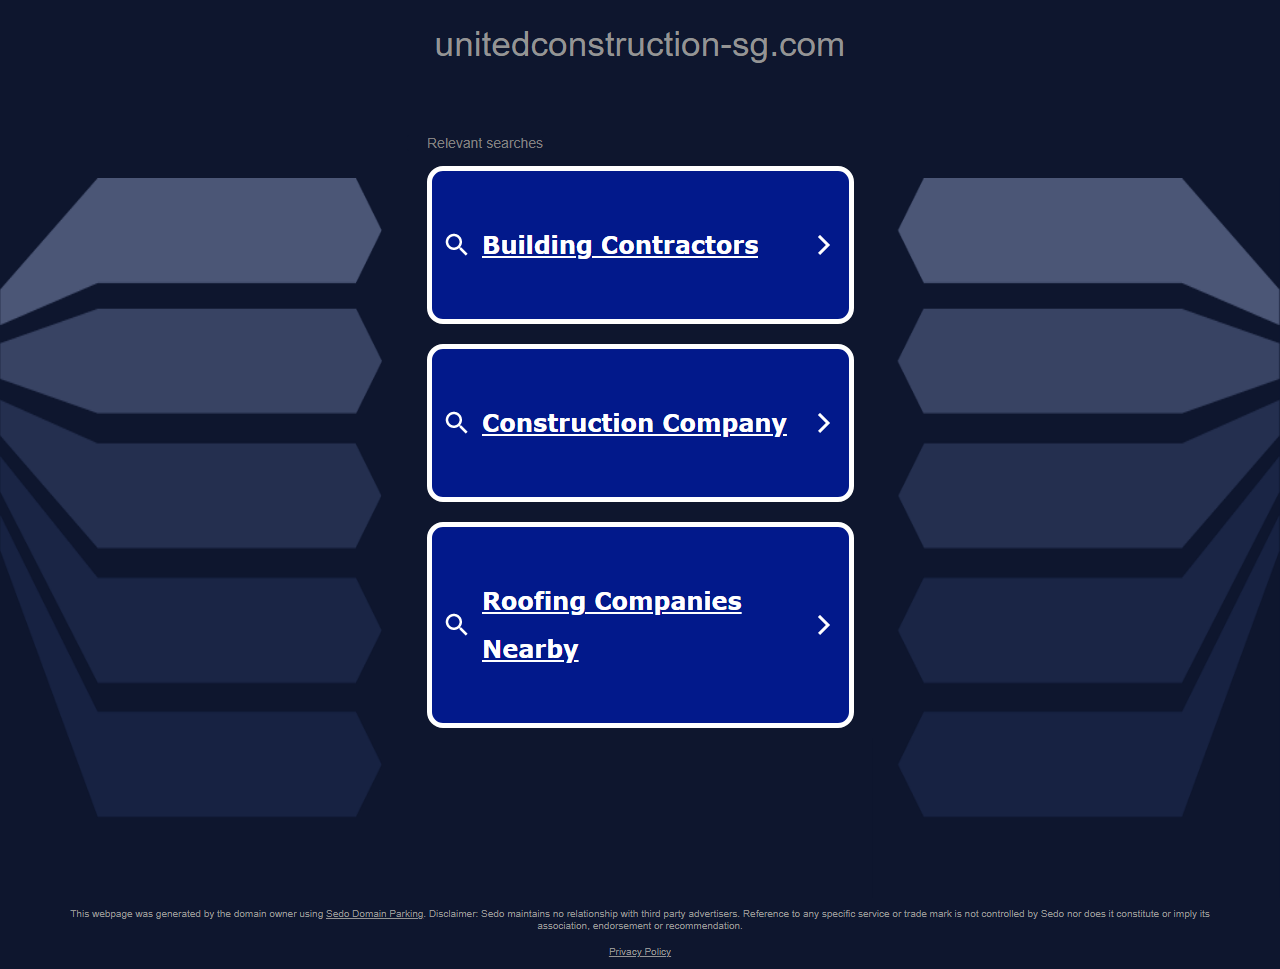 unitedconstruction-sg.com
Relevant searches
Building Contractors
Construction Company
Roofing Companies
Nearby
This webpage was generated by the domain owner using Sedo Domain Parking. Disclaimer: Sedo maintains no relationship with third party advertisers. Reference to any specific service or trade mark is not controlled by Sedo nor does it constitute or imply its
association, endorsement or recommendation.
Privacy Policy